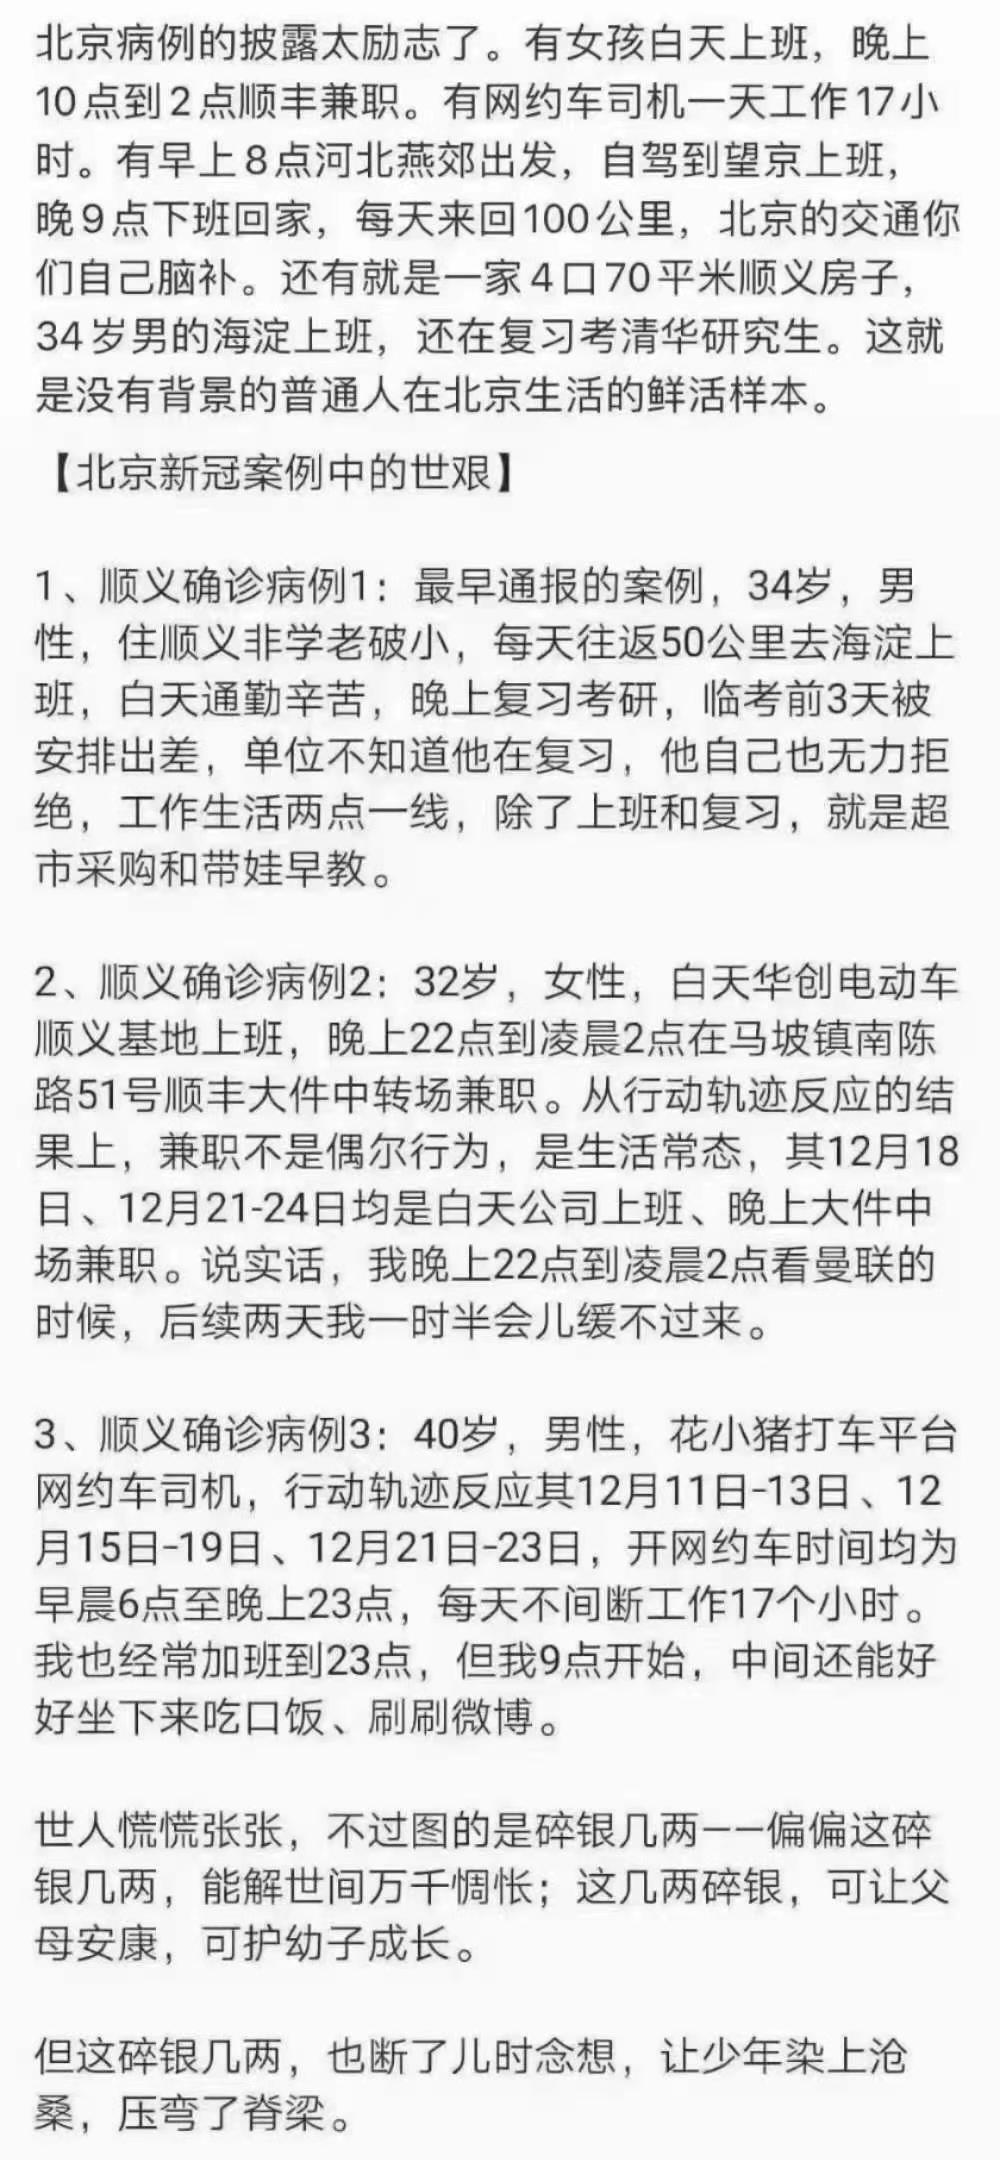 北京病例的披露太励志了。有女孩白天上班，晚上
10点到2点顺丰兼职。有网约车司机一天工作17小
时。有早上8点河北燕郊出发，自驾到望京上班，
晚9点下班回家，每天来回100公里，北京的交通你
们自己脑补。还有就是一家4口70平米顺义房子，
34岁男的海淀上班，还在复习考清华研究生。这就
是没有背景的普通人在北京生活的鲜活样本。
【北京新冠案例中的世艰】
1、顺义确诊病例1：最早通报的案例，34岁，男
性，住顺义非学老破小，每天往返50公里去海淀上
班，白天通勤辛苦，晚上复习考研，临考前3天被
安排出差，单位不知道他在复习，他自己也无力拒
绝，工作生活两点一线，除了上班和复习，就是超
市采购和带娃早教。
2、顺义确诊病例2：32岁，女性，白天华创电动车
顺义基地上班，晚上22点到凌晨2点在马坡镇南陈
路51号顺丰大件中转场兼职。从行动轨迹反应的结
果上，兼职不是偶尔行为，是生活常态，其12月18
日、12月21-24日均是白天公司上班、晚上大件中
场兼职。说实话，我晚上22点到凌晨2点看曼联的
时候，后续两天我一时半会儿缓不过来。
3、顺义确诊病例3：40岁，男性，花小猪打车平台
网约车司机，行动轨迹反应其12月11日-13日、12
月15日-19日、12月21日-23日，开网约车时间均为
早晨6点至晚上23点，每天不间断工作17个小时。
我也经常加班到23点，但我9点开始，中间还能好
好坐下来吃口饭、刷刷微博。
世人慌慌张张，不过图的是碎银几两——偏偏这碎
银几两，能解世间万千惆怅；这几两碎银，可让父
母安康，可护幼子成长。
但这碎银几两，也断了儿时念想，让少年染上沧
桑，压弯了脊梁。